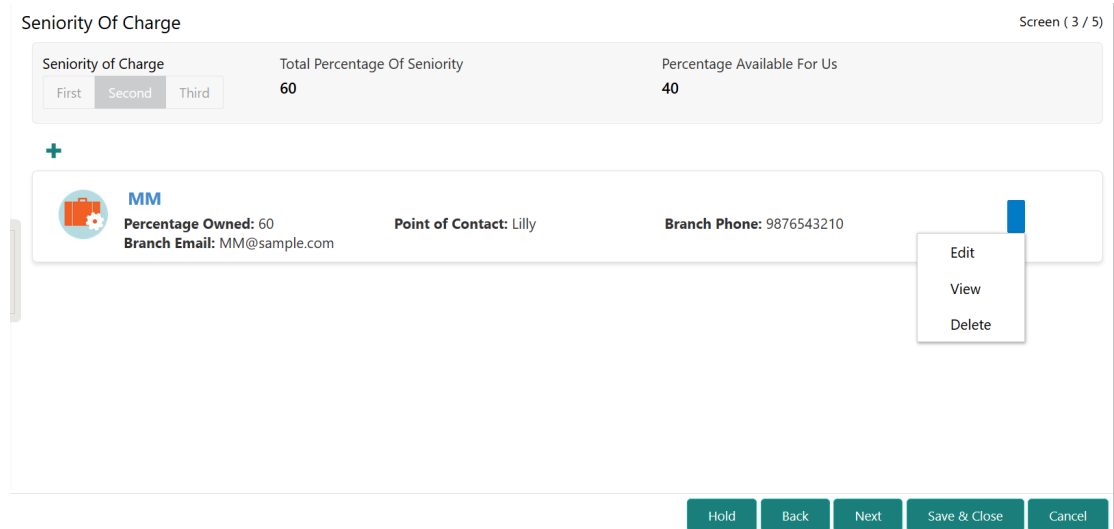 Seniority Of Charge
Screen ( 3 / 5)
Seniority of Charge
Total Percentage Of Seniority
Percentage Available For Us
First
Second
Third
60
40
MM
Percentage Owned: 60
Point of Contact: Lilly
Branch Phone: 9876543210
Branch Email: MM@sample.com
Edit
View
Delete
Hold
Back
Next
Save & Close
Cancel